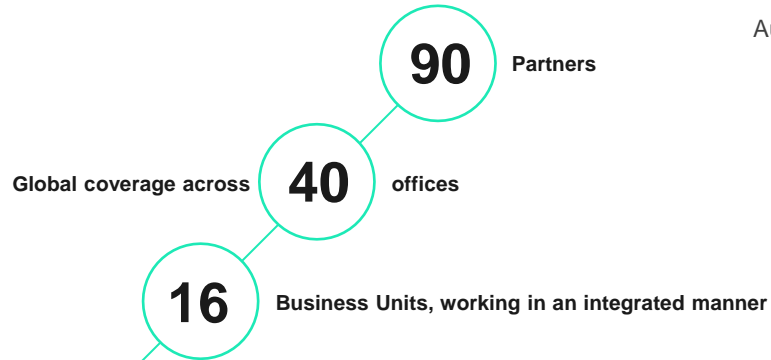 90 Partners
Global coverage across 40 offices
16 Business Units, working in an integrated manner